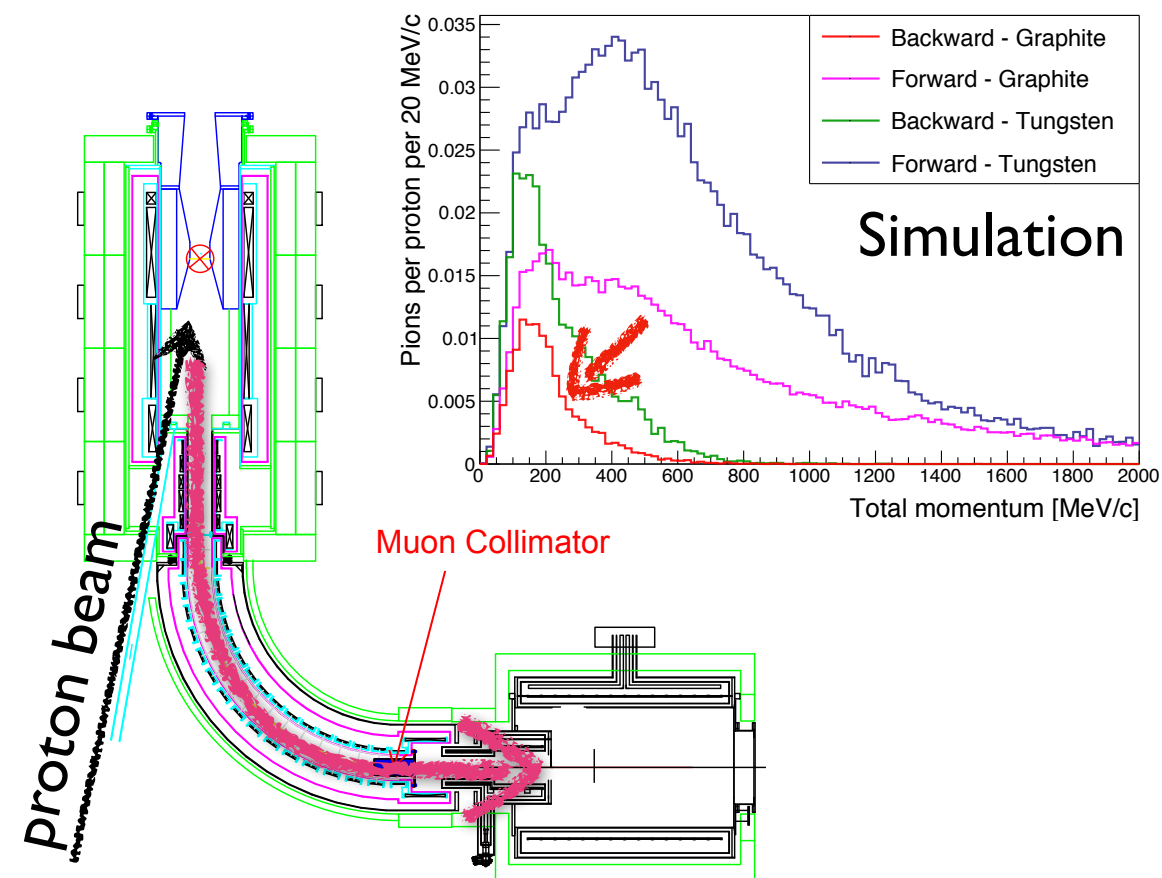 Pions per proton per 20 MeV/c
0.035
0.03
0.025
0.02
0.015
0.01
0.005
0
Backward - Graphite
Forward - Graphite
Backward - Tungsten
Forward - Tungsten
Simulation
0 200 400 600 800 1000 1200 1400 1600 1800 2000
Total momentum [MeV/c]
Muon Collimator
proton beam